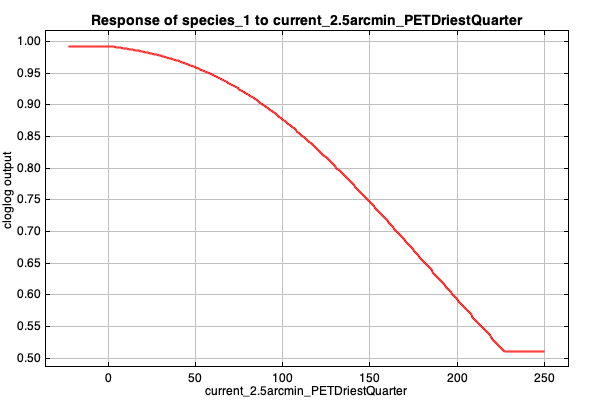 Response of species_1 to current_2.5arcmin_PETDriestQuarter
1.00
0.95
0.90
0.85
0.80
0.75
0.70
0.65
0.60
0.55
0.50
cloglog output
0 50 100 150 200 250
current_2.5arcmin_PETDriestQuarter